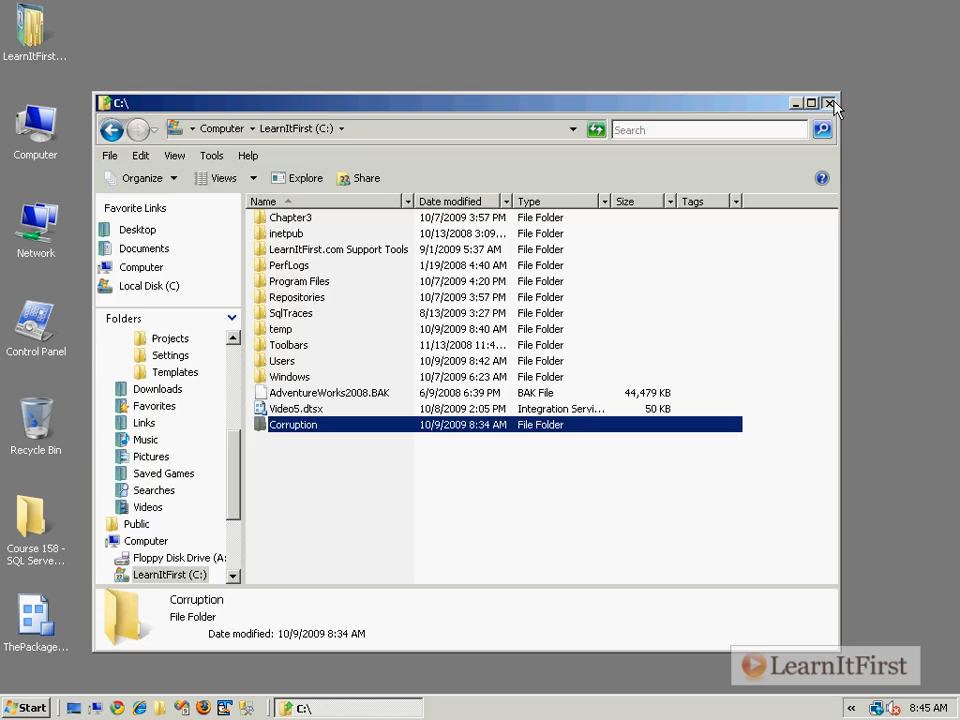 LearnItFirst...
Computer
Network
Control Panel
Recycle Bin
Course 158 -
SQL Serve...
ThePackage...
C:\
Computer LearnItFirst (C:)
Search
File Edit View Tools Help
Organize Views Explore Share
Favorite Links
Desktop
Documents
Computer
Local Disk (C)
Folders
Projects
Settings
Templates
Downloads
Favorites
Links
Music
Pictures
Saved Games
Searches
Videos
Public
Computer
Floppy Disk Drive (A:
LearnItFirst (C:)
Name Date modified Type Size Tags
Chapter3 10/7/2009 3:57 PM File Folder
inetpub 10/13/2008 3:09... File Folder
LearnItFirst.com Support Tools 9/1/2009 5:37 AM File Folder
PerfLogs 1/19/2008 4:40 AM File Folder
Program Files 10/7/2009 4:20 PM File Folder
Repositories 10/7/2009 3:57 PM File Folder
SqlTraces 8/13/2009 3:27 PM File Folder
temp 10/9/2009 8:40 AM File Folder
Toolbars 11/13/2008 11:4... File Folder
Users 10/9/2009 8:42 AM File Folder
Windows 10/7/2009 6:23 AM File Folder
AdventureWorks2008.BAK 6/9/2008 6:39 PM BAK File 44,479 KB
Video5.dtsx 10/8/2009 2:05 PM Integration Servi... 50 KB
Corruption 10/9/2009 8:34 AM File Folder
Corruption
File Folder
Date modified: 10/9/2009 8:34 AM
LearnItFirst
Start
C:\
8:45 AM